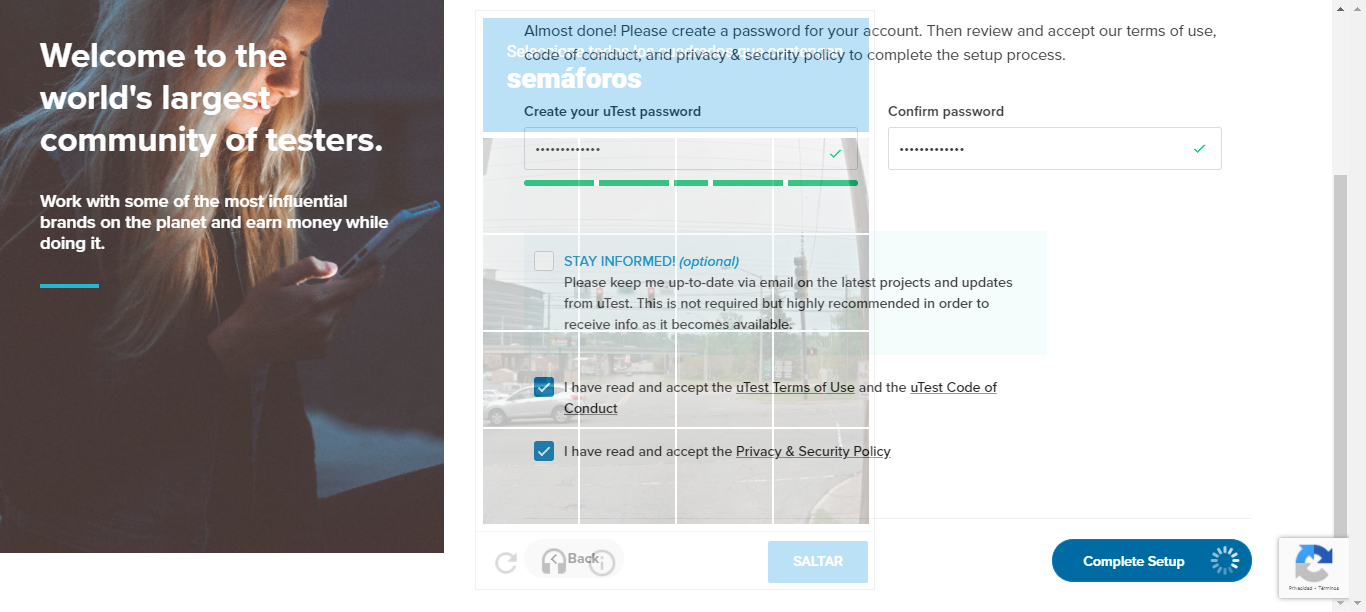 Welcome to the
world's largest
community of testers.
Work with some of the most influential
brands on the planet and earn money while
doing it.
Almost done! Please create a password for your account. Then review and accept our terms of use,
code of conduct, and privacy & security policy to complete the setup process.
Selecciona todos los cuadrados que contengan
semáforos
Create your uTest password
•••••••••••••
Confirm password
•••••••••••••
STAY INFORMED! (optional)
Please keep me up-to-date via email on the latest projects and updates
from uTest. This is not required but highly recommended in order to
receive info as it becomes available.
I have read and accept the uTest Terms of Use and the uTest Code of
Conduct
I have read and accept the Privacy & Security Policy
Back
SALTAR
Complete Setup
Privacidad - Términos